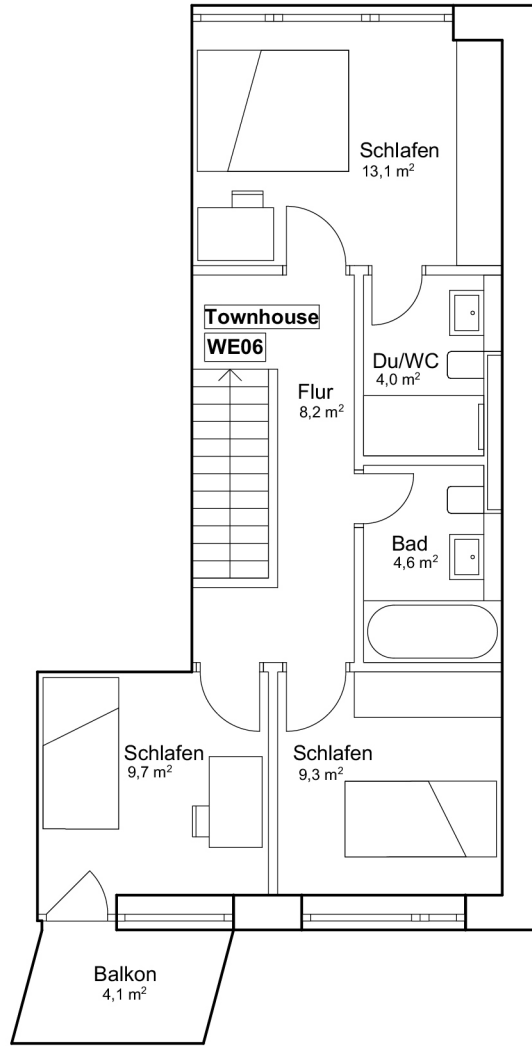 Schlafen
13,1 m²
Townhouse
WE06
Du/WC
4,0 m²
Flur
8,2 m²
Bad
4,6 m²
Schlafen
9,7 m²
Schlafen
9,3 m²
Balkon
4,1 m²